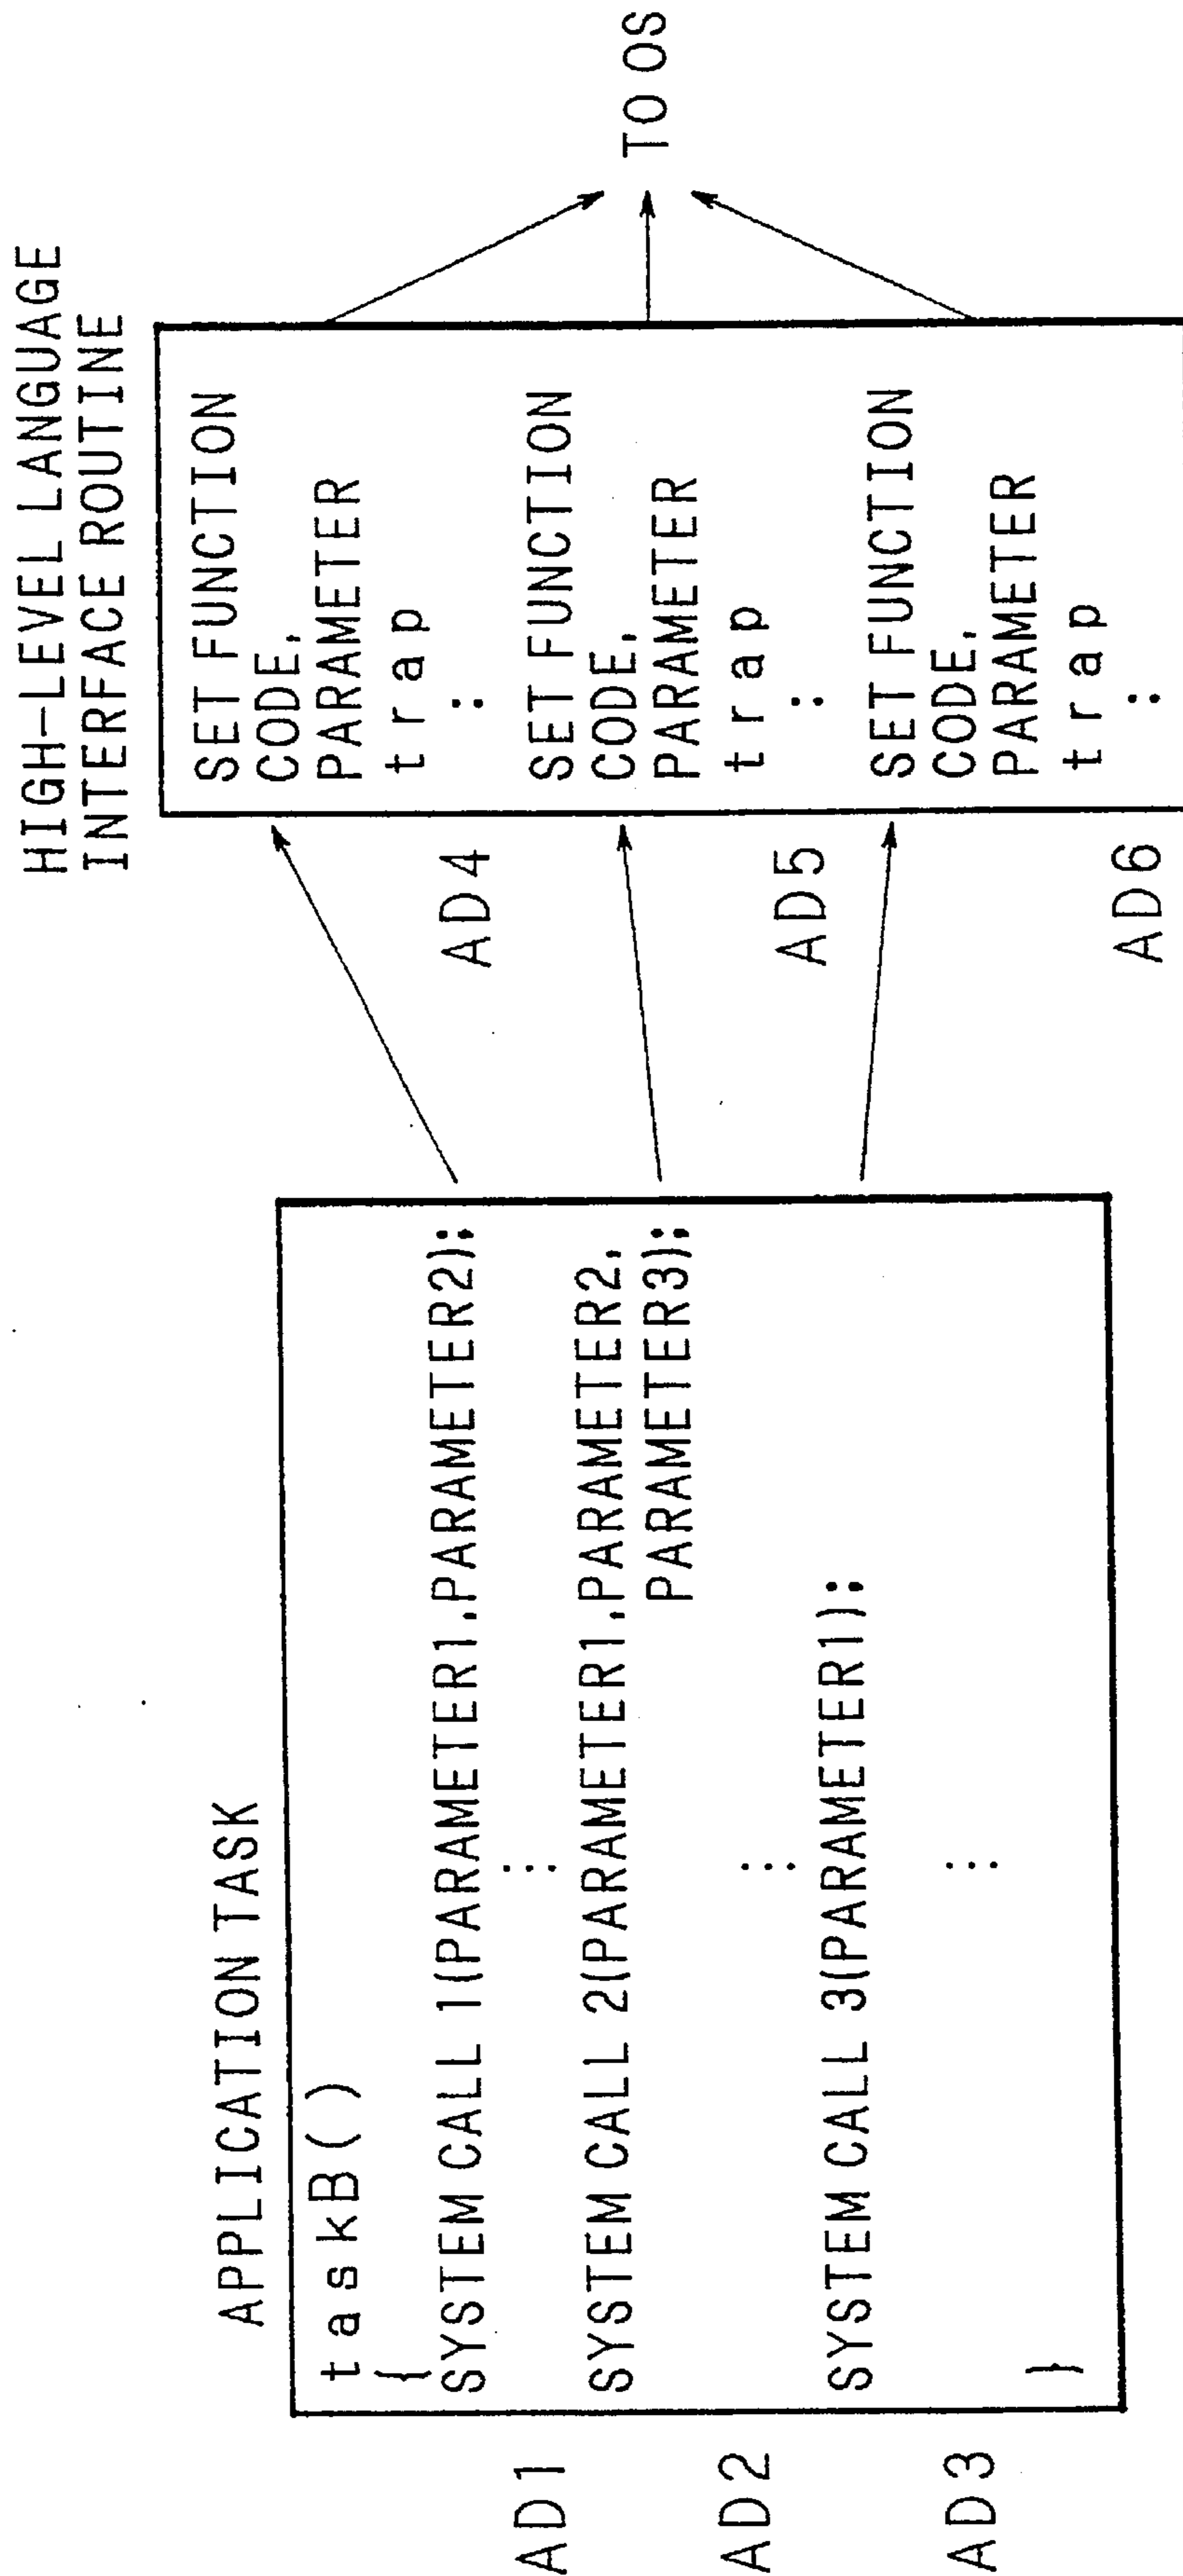 APPLICATION TASK
taskB()
{
SYSTEM CALL 1(PARAMETER1,PARAMETER2);
⋮
AD1
SYSTEM CALL 2(PARAMETER1,PARAMETER2,
PARAMETER3);
⋮
AD2
SYSTEM CALL 3(PARAMETER1);
⋮
AD3
}
HIGH-LEVEL LANGUAGE
INTERFACE ROUTINE
SET FUNCTION
CODE,
PARAMETER
trap
:
AD4
SET FUNCTION
CODE,
PARAMETER
trap
:
AD5
SET FUNCTION
CODE,
PARAMETER
trap
:
AD6
TO OS